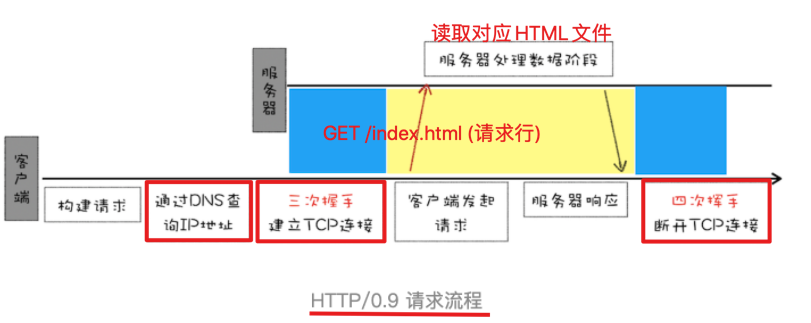 读取对应HTML文件
服务器处理数据阶段
服务器
GET /index.html (请求行)
客户端
构建请求
通过DNS查
询IP地址
三次握手
建立TCP连接
客户端发起
请求
服务器响应
四次挥手
断开TCP连接
HTTP/0.9 请求流程